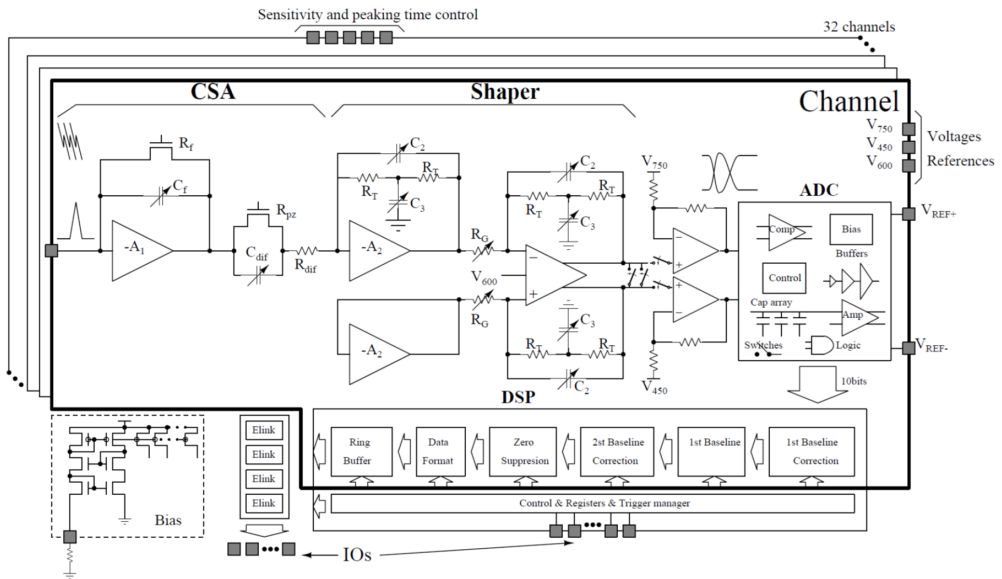 Sensitivity and peaking time control
32 channels
CSA
Shaper
Channel
V750
V450
V600
Voltages
References
Rf
Cf
-A1
Rpz
Cdif
Rdif
C2
RT
RT
C3
-A2
RG
V600
RG
-A2
C2
RT
RT
C3
C3
RT
RT
C2
V750
V450
ADC
Comp
Bias
Buffers
Control
Cap array
Amp
Switches
Logic
VREF+
VREF-
10bits
DSP
Ring
Buffer
Data
Format
Zero
Suppresion
2st Baseline
Correction
1st Baseline
1st Baseline
Correction
Control & Registers & Trigger manager
Elink
Elink
Elink
Elink
Bias
IOs